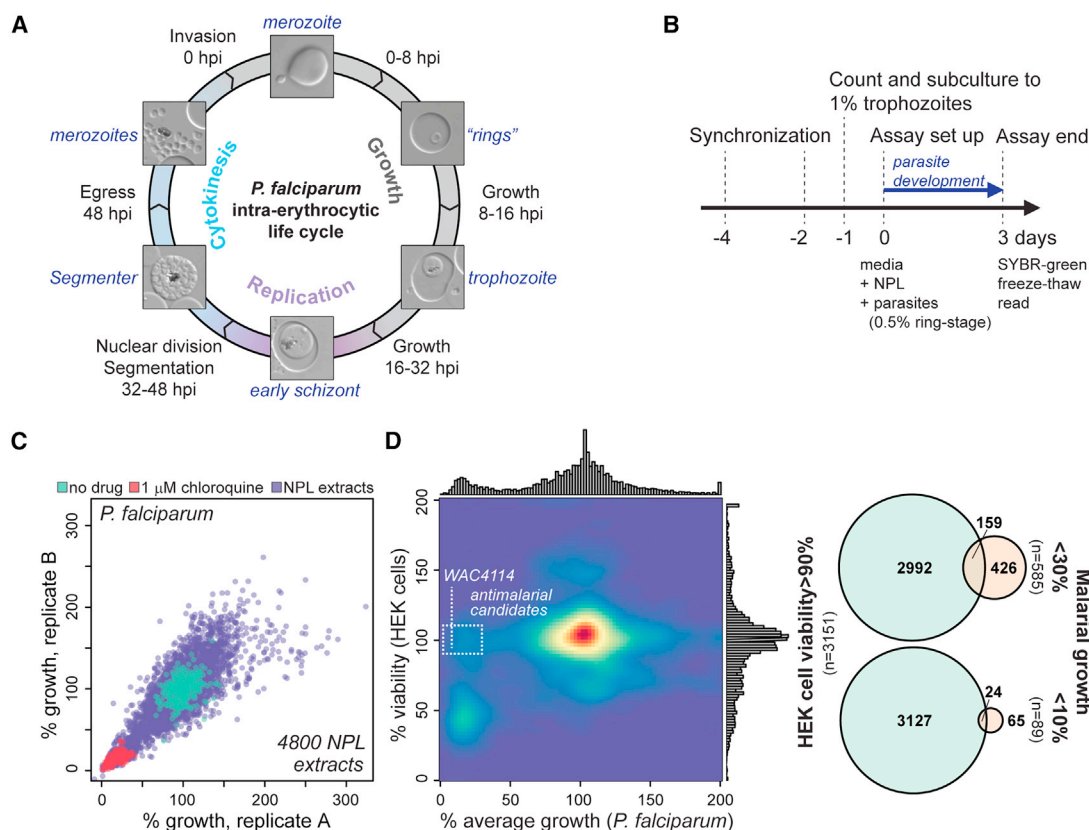 A
merozoite
Invasion
0 hpi
0-8 hpi
merozoites
"rings"
Growth
Cytokinesis
P. falciparum
intra-erythrocytic
life cycle
Egress
48 hpi
Growth
8-16 hpi
Segmenter
trophozoite
Replication
Nuclear division
Segmentation
32-48 hpi
Growth
16-32 hpi
early schizont
B
Count and subculture to
1% trophozoites
Synchronization
Assay set up
Assay end
parasite
development
-4
-2
-1
0
3 days
media
+ NPL
+ parasites
(0.5% ring-stage)
SYBR-green
freeze-thaw
read
C
no drug
1 μM chloroquine
NPL extracts
P. falciparum
% growth, replicate B
300
200
100
0
4800 NPL
extracts
0
100
200
300
% growth, replicate A
D
% viability (HEK cells)
200
150
100
50
0
WAC4114
antimalarial
candidates
0
50
100
150
200
% average growth (P. falciparum)
HEK cell viability>90%
(n=3151)
2992
159
426
<30%
(n=585)
3127
24
65
<10%
(n=89)
Malarial growth